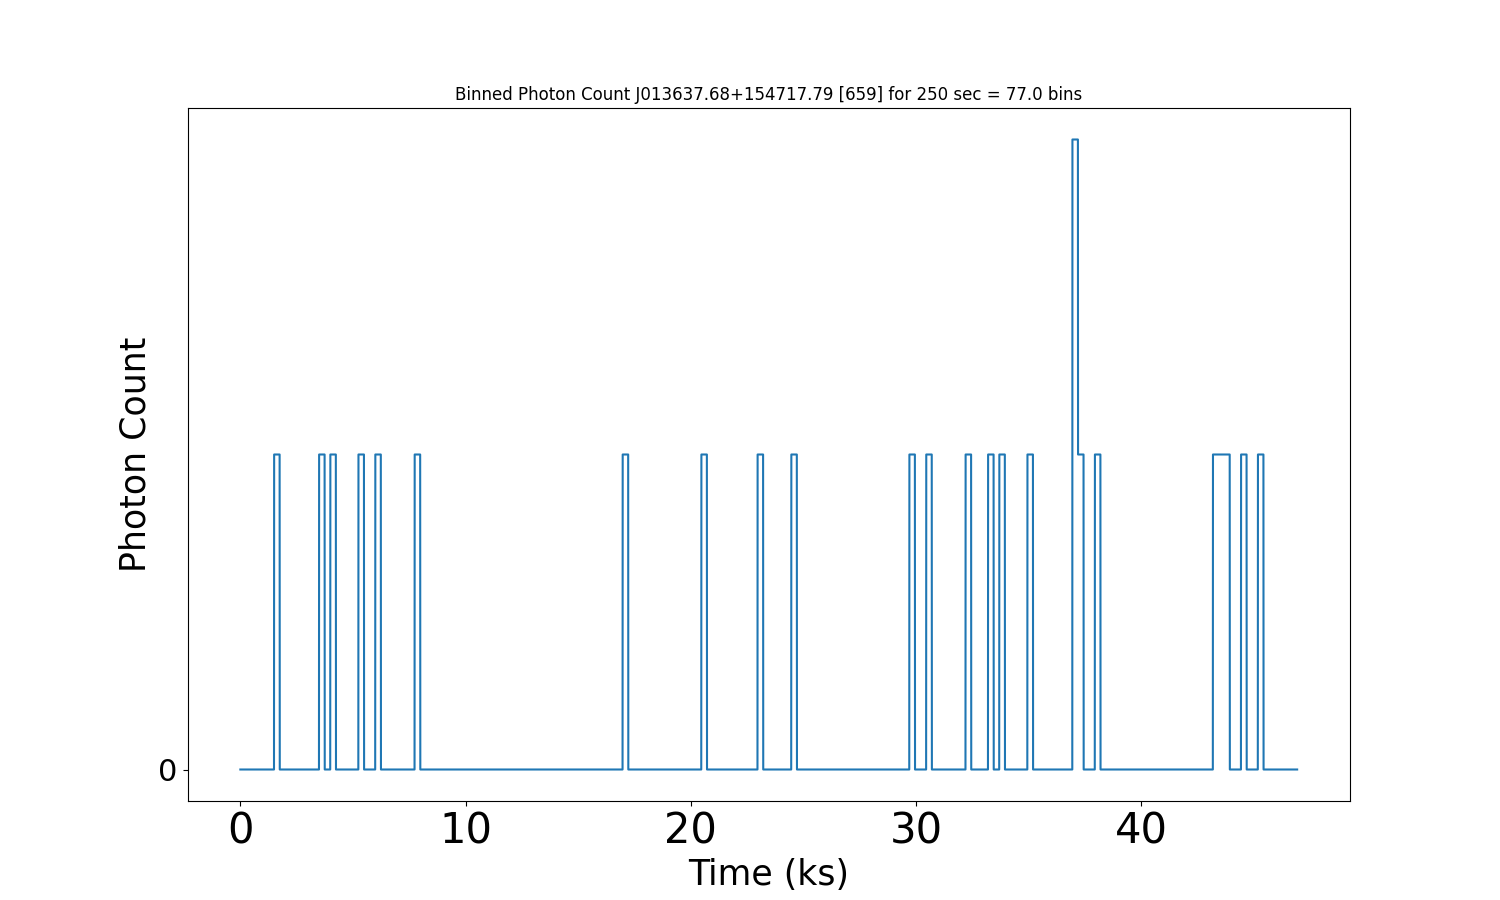 Binned Photon Count J013637.68+154717.79 [659] for 250 sec = 77.0 bins
Photon Count
0
0 10 20 30 40
Time (ks)